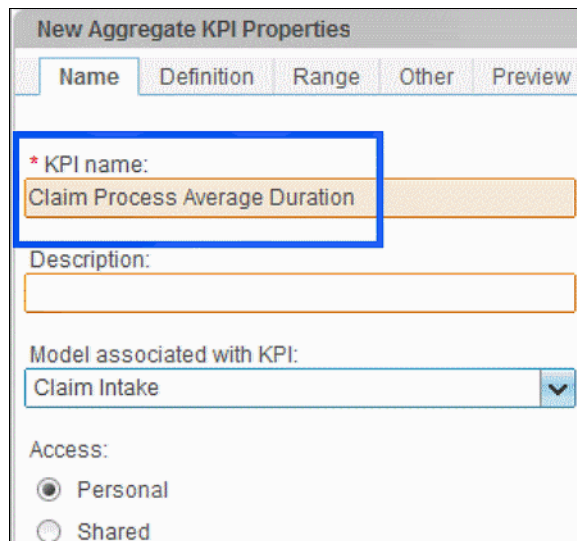 New Aggregate KPI Properties
Name Definition Range Other Preview
* KPI name:
Claim Process Average Duration
Description:
Model associated with KPI:
Claim Intake
Access:
Personal
Shared